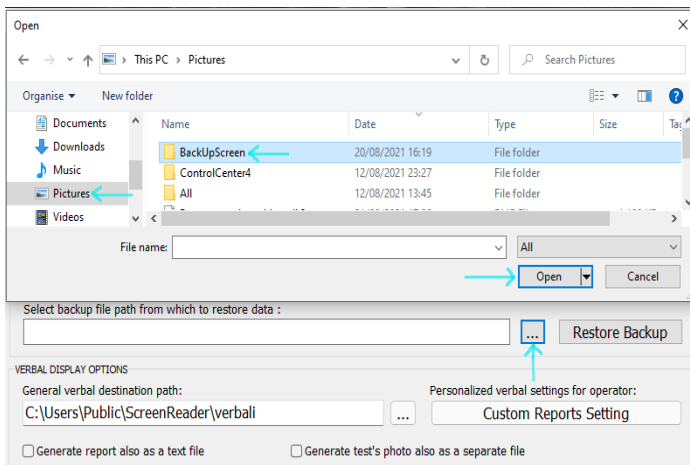 Open
This PC > Pictures
Search Pictures
Organise
New folder
Documents
Downloads
Music
Pictures
Videos
Name Date Type Size
BackUpScreen 20/08/2021 16:19 File folder
ControlCenter4 12/08/2021 23:27 File folder
All 12/08/2021 13:45 File folder
File name:
All
Open
Cancel
Select backup file path from which to restore data :
... Restore Backup
VERBAL DISPLAY OPTIONS
General verbal destination path: Personalized verbal settings for operator:
C:\Users\Public\ScreenReader\verbali ... Custom Reports Setting
Generate report also as a text file Generate test's photo also as a separate file